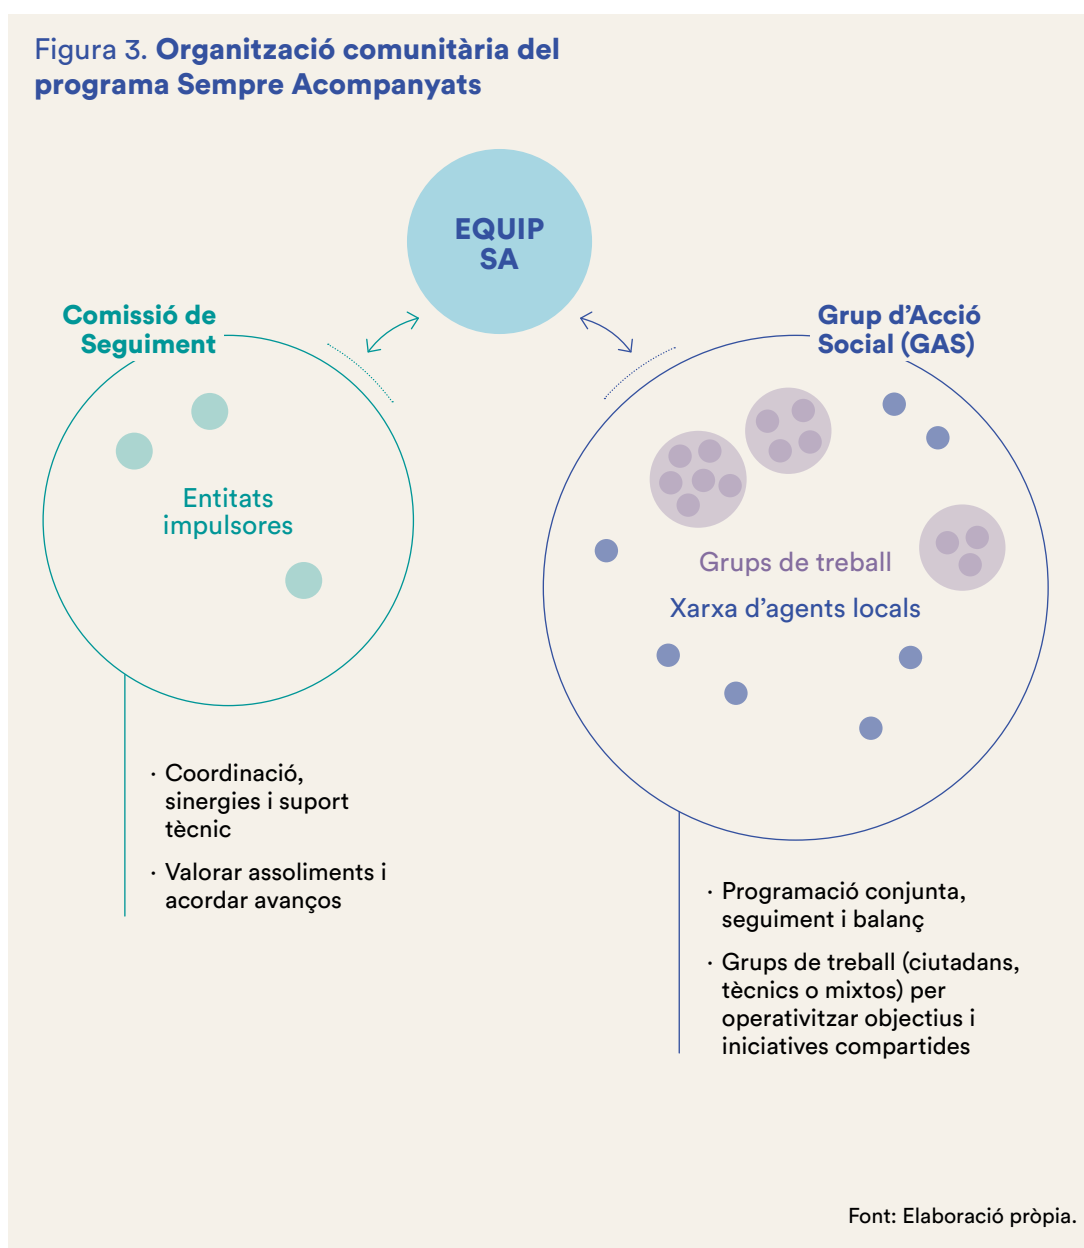 Figura 3. Organització comunitària del
programa Sempre Acompanyats
EQUIP
SA
Comissió de
Seguiment
Entitats
impulsores
· Coordinació,
sinergies i suport
tècnic
· Valorar assoliments i
acordar avanços
Grup d’Acció
Social (GAS)
Grups de treball
Xarxa d’agents locals
· Programació conjunta,
seguiment i balanç
· Grups de treball (ciutadans,
tècnics o mixtos) per
operativitzar objectius i
iniciatives compartides
Font: Elaboració pròpia.